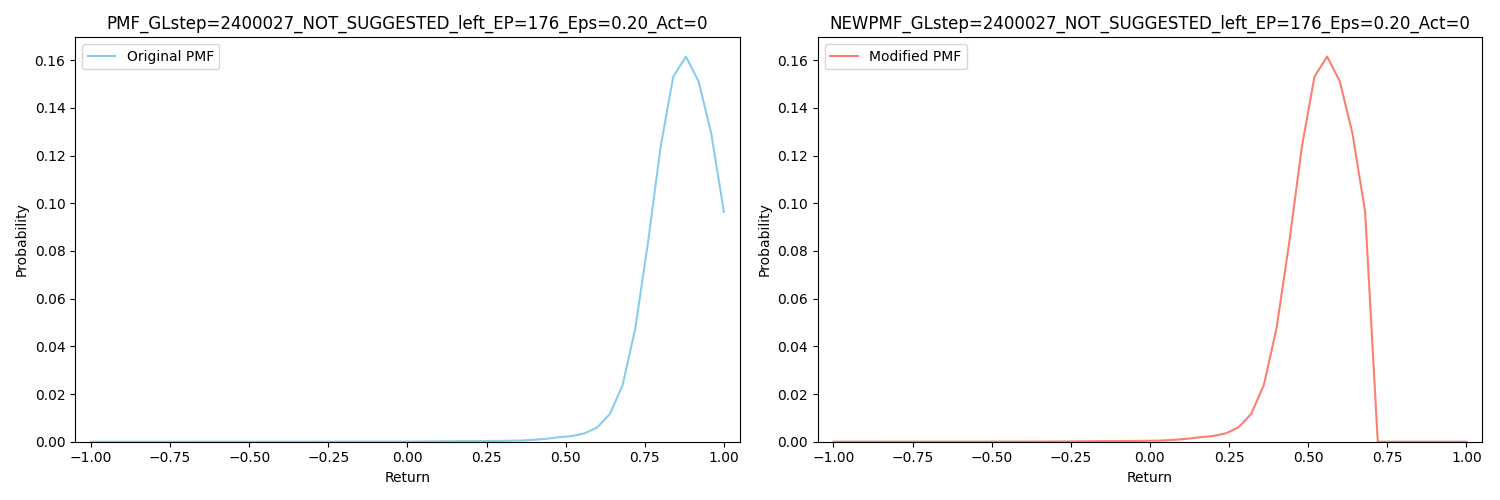 PMF_GLstep=2400027_NOT_SUGGESTED_left_EP=176_Eps=0.20_Act=0
Original PMF
Probability
0.16
0.14
0.12
0.10
0.08
0.06
0.04
0.02
0.00
−1.00 −0.75 −0.50 −0.25 0.00 0.25 0.50 0.75 1.00
Return
NEWPMF_GLstep=2400027_NOT_SUGGESTED_left_EP=176_Eps=0.20_Act=0
Modified PMF
Probability
0.16
0.14
0.12
0.10
0.08
0.06
0.04
0.02
0.00
−1.00 −0.75 −0.50 −0.25 0.00 0.25 0.50 0.75 1.00
Return